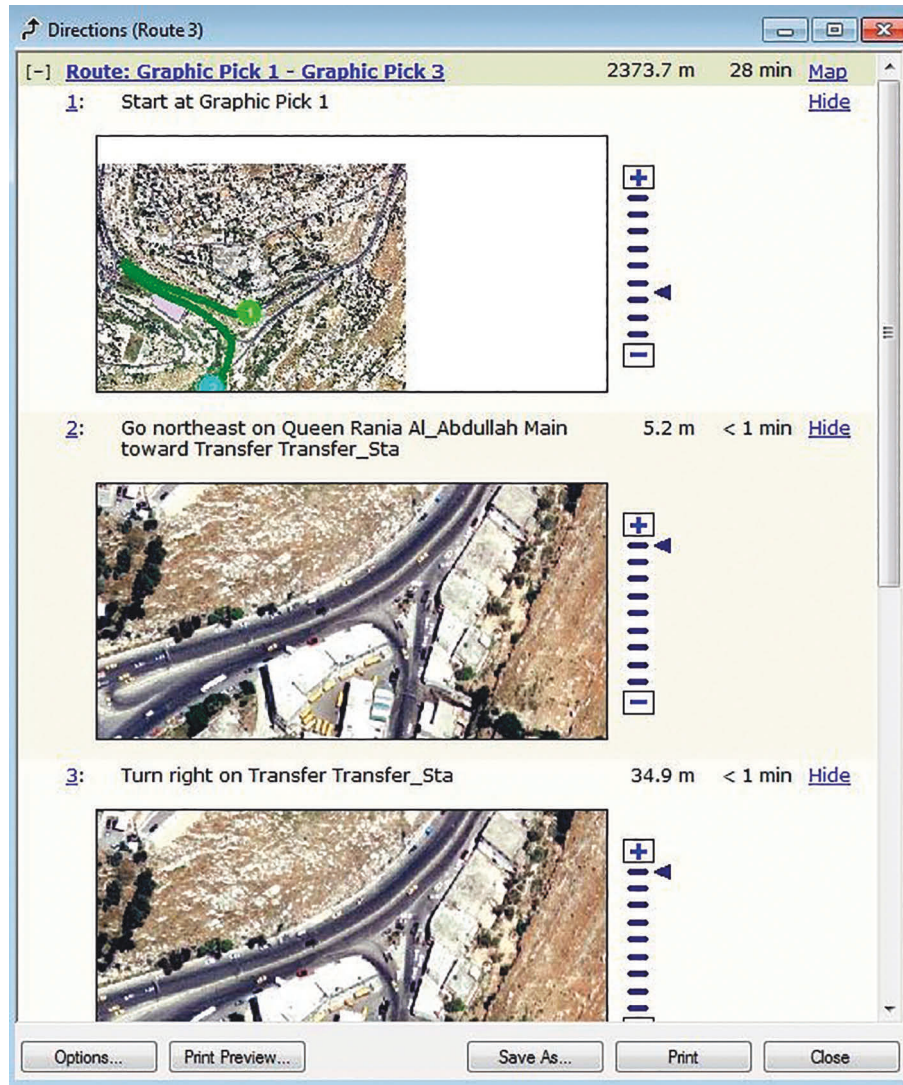 Directions (Route 3)
[-] Route: Graphic Pick 1 - Graphic Pick 3 2373.7 m 28 min Map
1: Start at Graphic Pick 1 Hide
1
2: Go northeast on Queen Rania Al_Abdullah Main 5.2 m < 1 min Hide
toward Transfer Transfer_Sta
3: Turn right on Transfer Transfer_Sta 34.9 m < 1 min Hide
Options... Print Preview... Save As... Print Close